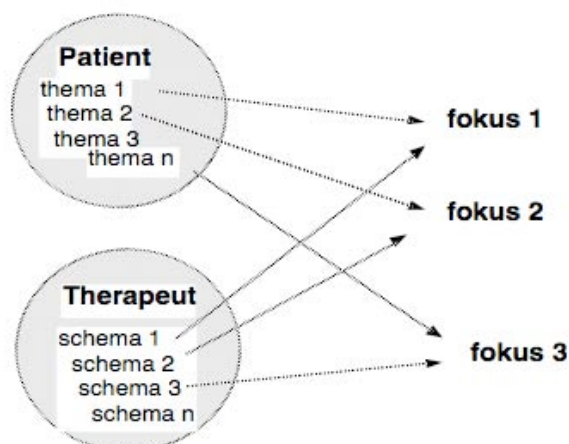 Patient
thema 1
thema 2
thema 3
thema n
fokus 1
fokus 2
Therapeut
schema 1
schema 2
schema 3
schema n
fokus 3